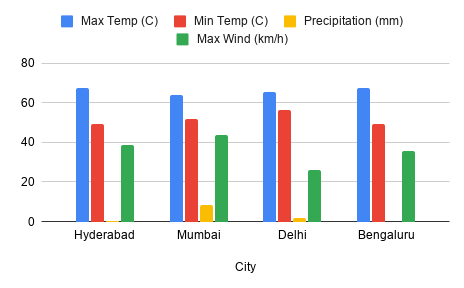 Max Temp (C) Min Temp (C) Precipitation (mm)
Max Wind (km/h)
80
60
40
20
0
Hyderabad Mumbai Delhi Bengaluru
City